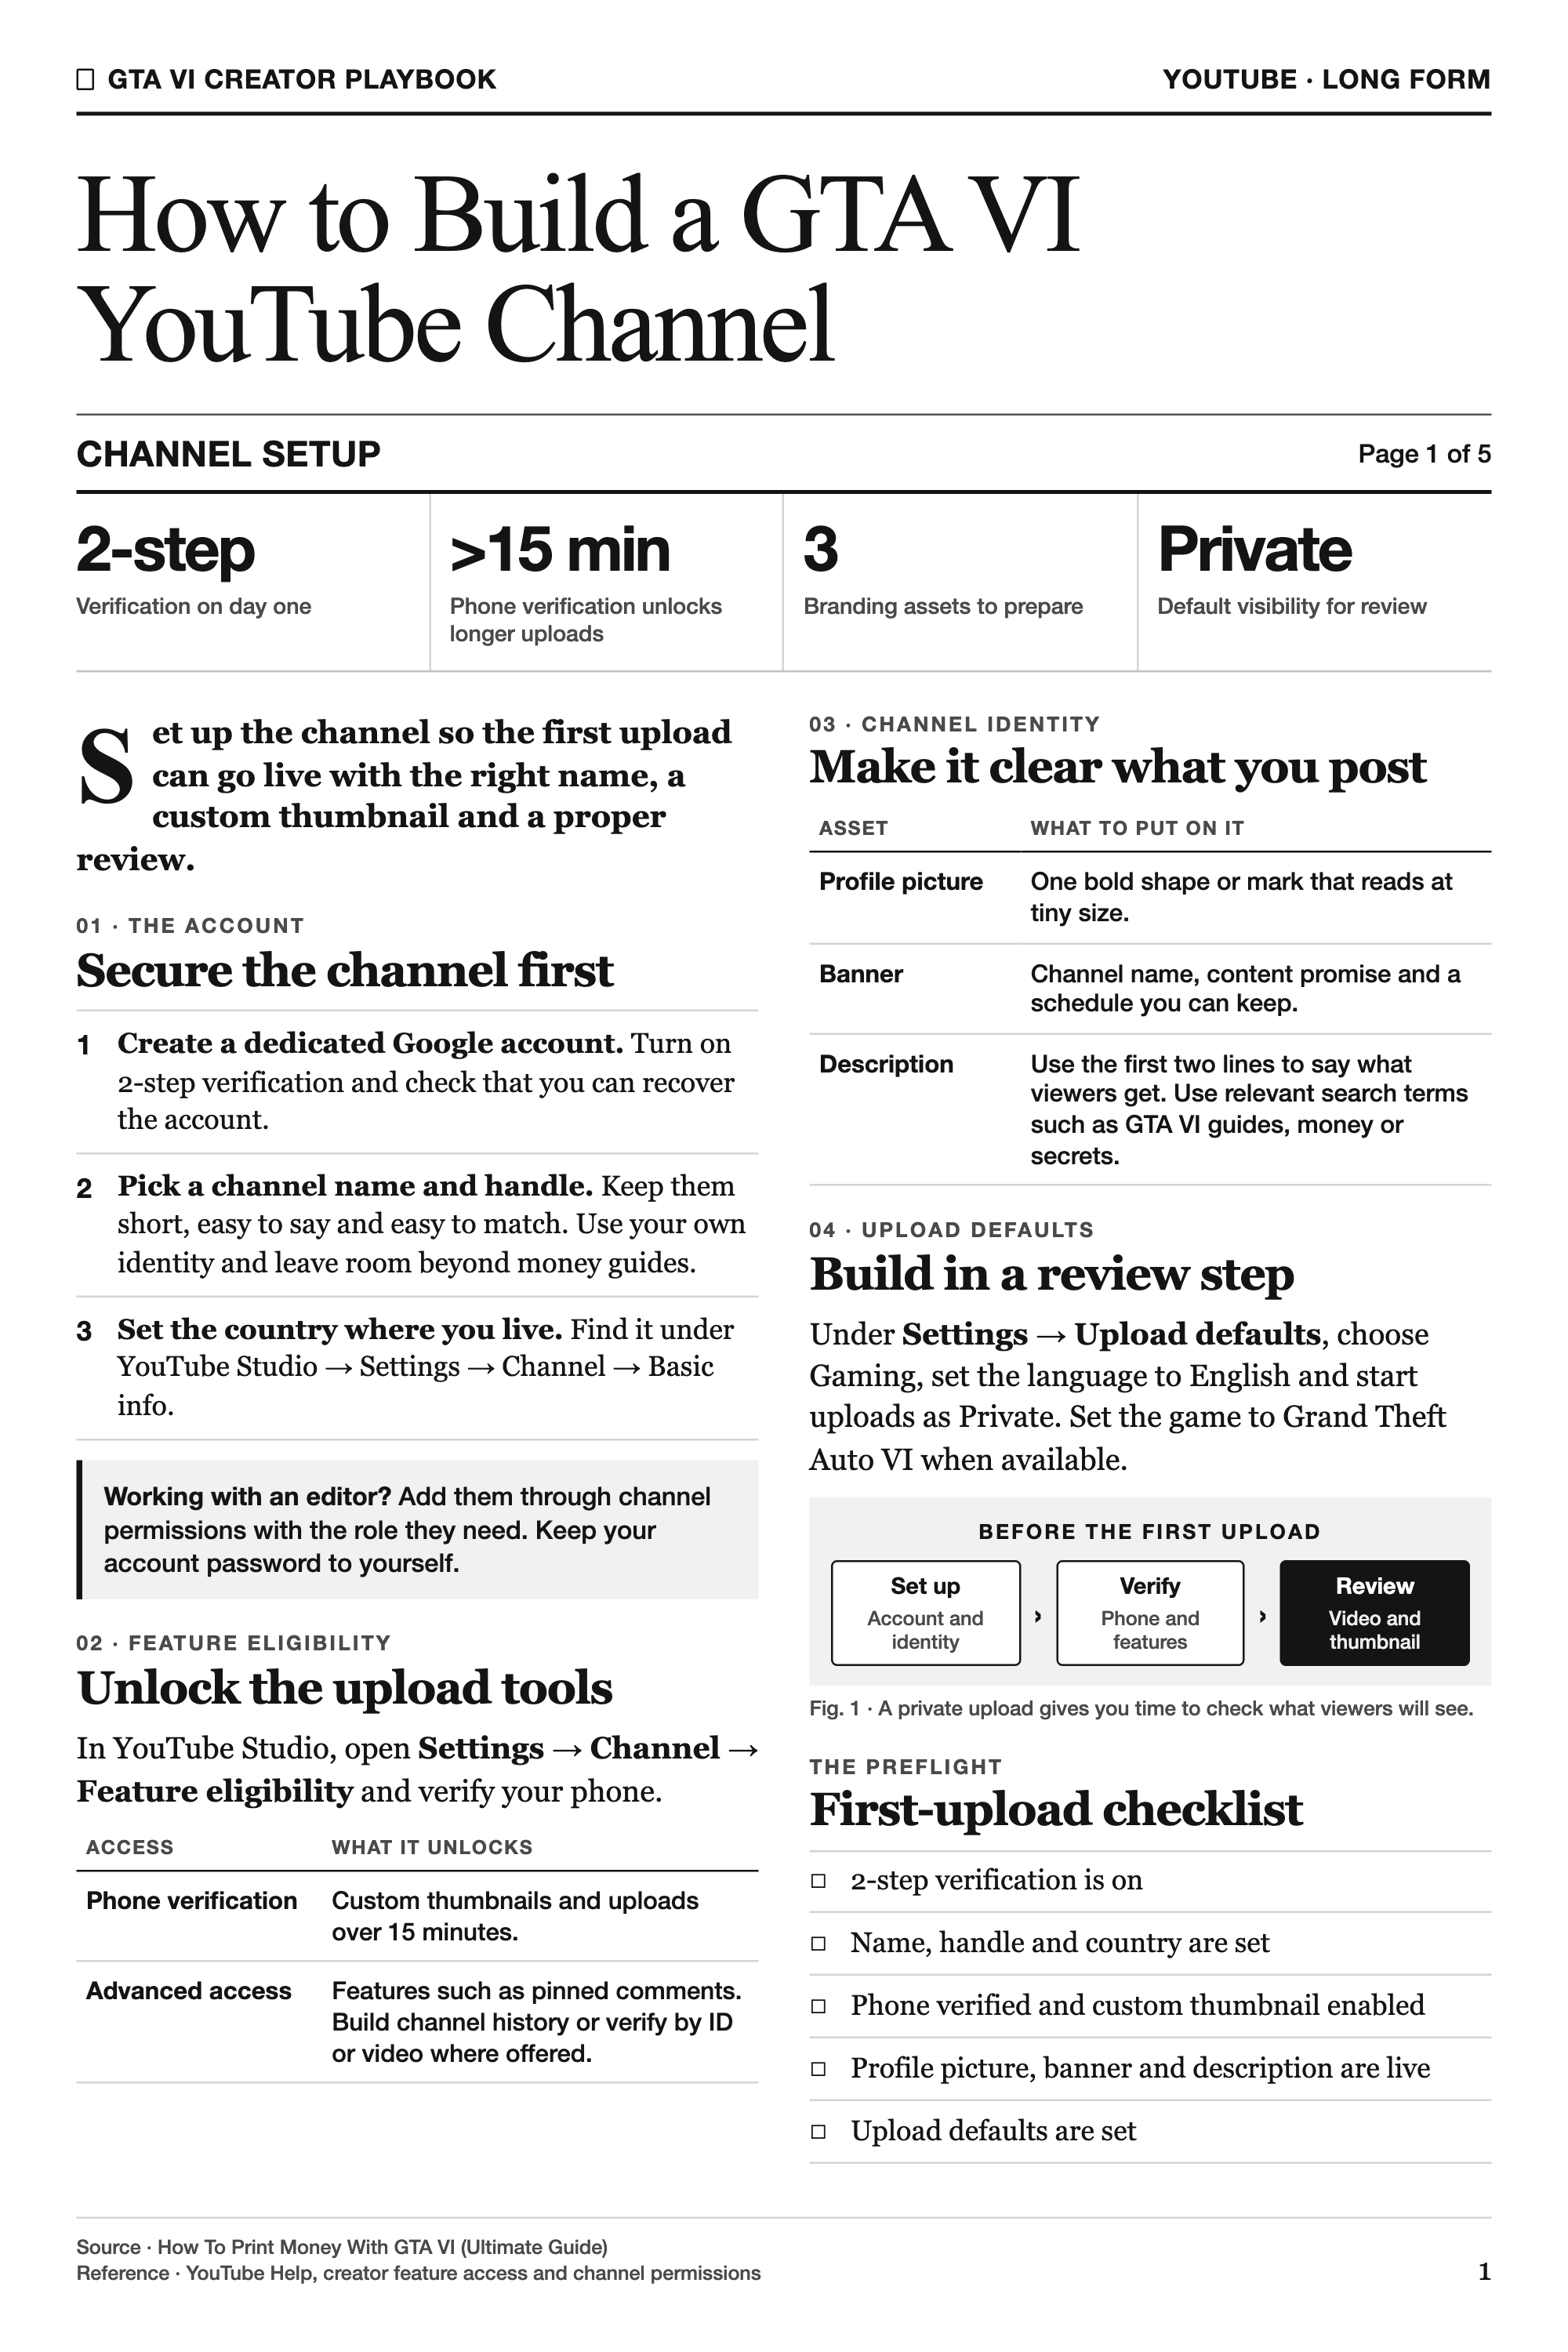 GTA VI CREATOR PLAYBOOK
YOUTUBE · LONG FORM
How to Build a GTA VI
YouTube Channel
CHANNEL SETUP
Page 1 of 5
2-step
Verification on day one
>15 min
Phone verification unlocks
longer uploads
3
Branding assets to prepare
Private
Default visibility for review
Set up the channel so the first upload
can go live with the right name, a
custom thumbnail and a proper
review.
01 · THE ACCOUNT
Secure the channel first
1 Create a dedicated Google account. Turn on
2-step verification and check that you can recover
the account.
2 Pick a channel name and handle. Keep them
short, easy to say and easy to match. Use your own
identity and leave room beyond money guides.
3 Set the country where you live. Find it under
YouTube Studio → Settings → Channel → Basic
info.
Working with an editor? Add them through channel
permissions with the role they need. Keep your
account password to yourself.
02 · FEATURE ELIGIBILITY
Unlock the upload tools
In YouTube Studio, open Settings → Channel →
Feature eligibility and verify your phone.
ACCESS WHAT IT UNLOCKS
Phone verification Custom thumbnails and uploads
over 15 minutes.
Advanced access Features such as pinned comments.
Build channel history or verify by ID
or video where offered.
03 · CHANNEL IDENTITY
Make it clear what you post
ASSET WHAT TO PUT ON IT
Profile picture One bold shape or mark that reads at
tiny size.
Banner Channel name, content promise and a
schedule you can keep.
Description Use the first two lines to say what
viewers get. Use relevant search terms
such as GTA VI guides, money or
secrets.
04 · UPLOAD DEFAULTS
Build in a review step
Under Settings → Upload defaults, choose
Gaming, set the language to English and start
uploads as Private. Set the game to Grand Theft
Auto VI when available.
BEFORE THE FIRST UPLOAD
Set up
Account and
identity
›
Verify
Phone and
features
›
Review
Video and
thumbnail
Fig. 1 · A private upload gives you time to check what viewers will see.
THE PREFLIGHT
First-upload checklist
□ 2-step verification is on
□ Name, handle and country are set
□ Phone verified and custom thumbnail enabled
□ Profile picture, banner and description are live
□ Upload defaults are set
Source · How To Print Money With GTA VI (Ultimate Guide)
Reference · YouTube Help, creator feature access and channel permissions
1